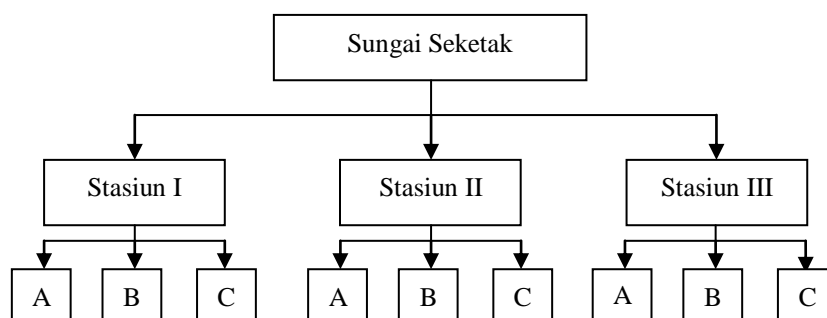 Sungai Seketak
Stasiun I
Stasiun II
Stasiun III
A
B
C
A
B
C
A
B
C